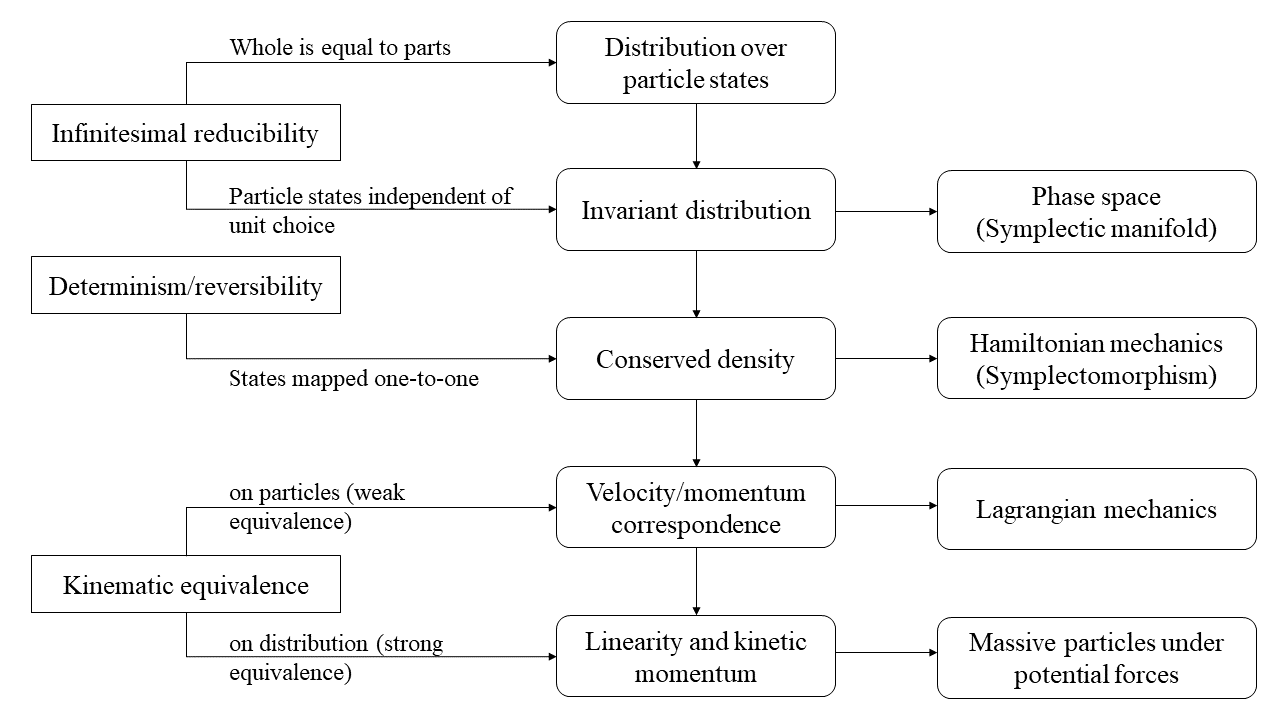 Whole is equal to parts
Distribution over
particle states
Infinitesimal reducibility
Particle states independent of
unit choice
Invariant distribution
Phase space
(Symplectic manifold)
Determinism/reversibility
States mapped one-to-one
Conserved density
Hamiltonian mechanics
(Symplectomorphism)
on particles (weak
equivalence)
Velocity/momentum
correspondence
Lagrangian mechanics
Kinematic equivalence
on distribution (strong
equivalence)
Linearity and kinetic
momentum
Massive particles under
potential forces